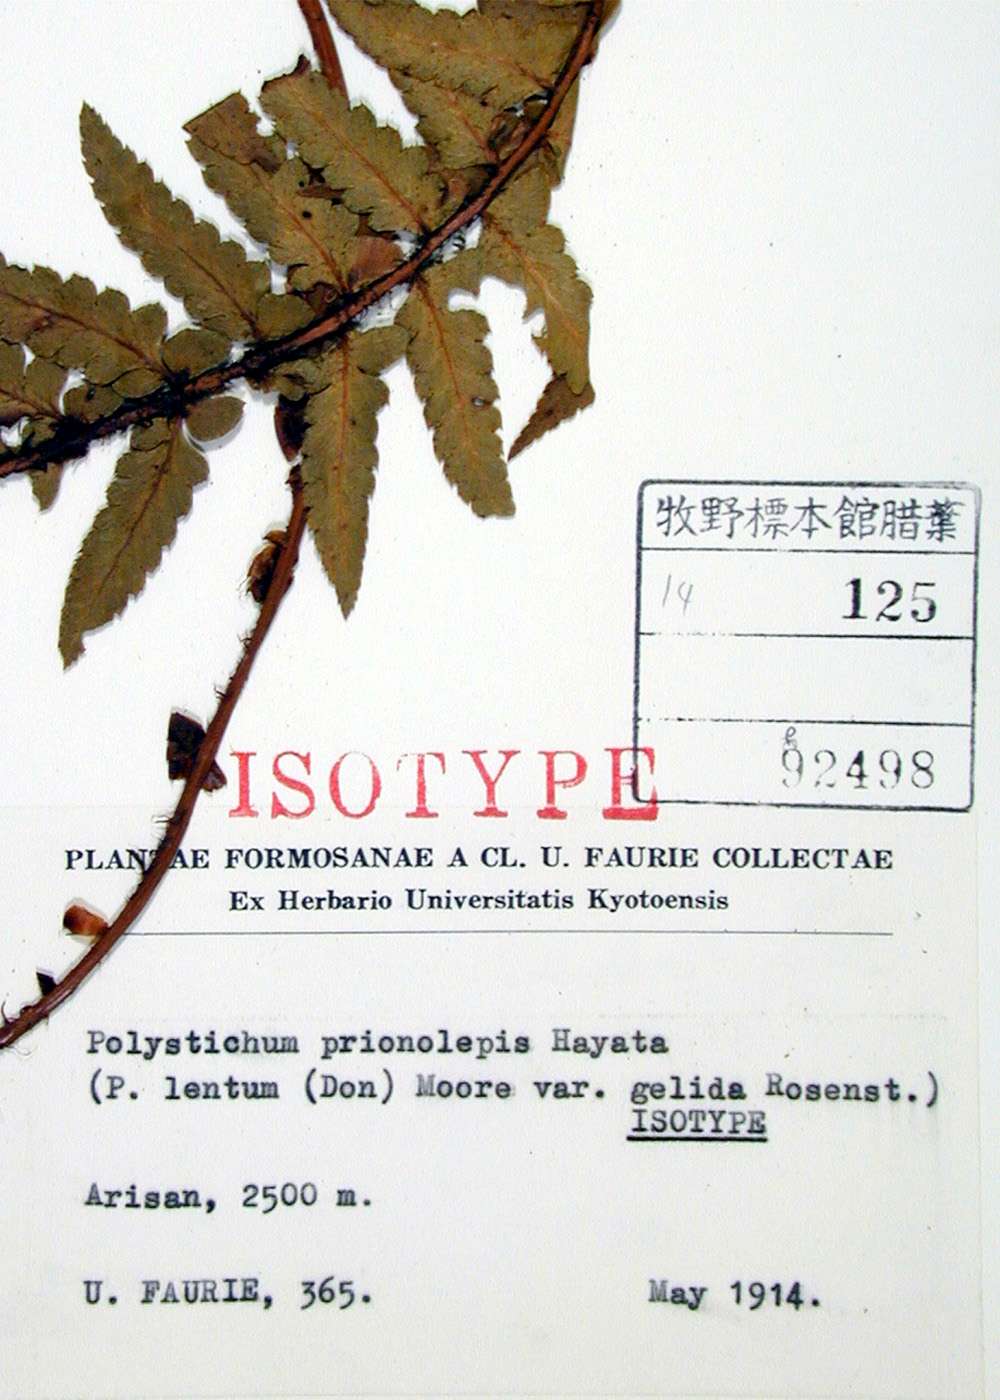 牧野標本館腊葉
14 125
92498
ISOTYPE
PLANTAE FORMOSANAE A CL. U. FAURIE COLLECTAE
Ex Herbario Universitatis Kyotoensis
Polystichum prionolepis Hayata
(P. lentum (Don) Moore var. gelida Rosenst.)
ISOTYPE
Arisan, 2500 m.
U. FAURIE, 365. May 1914.